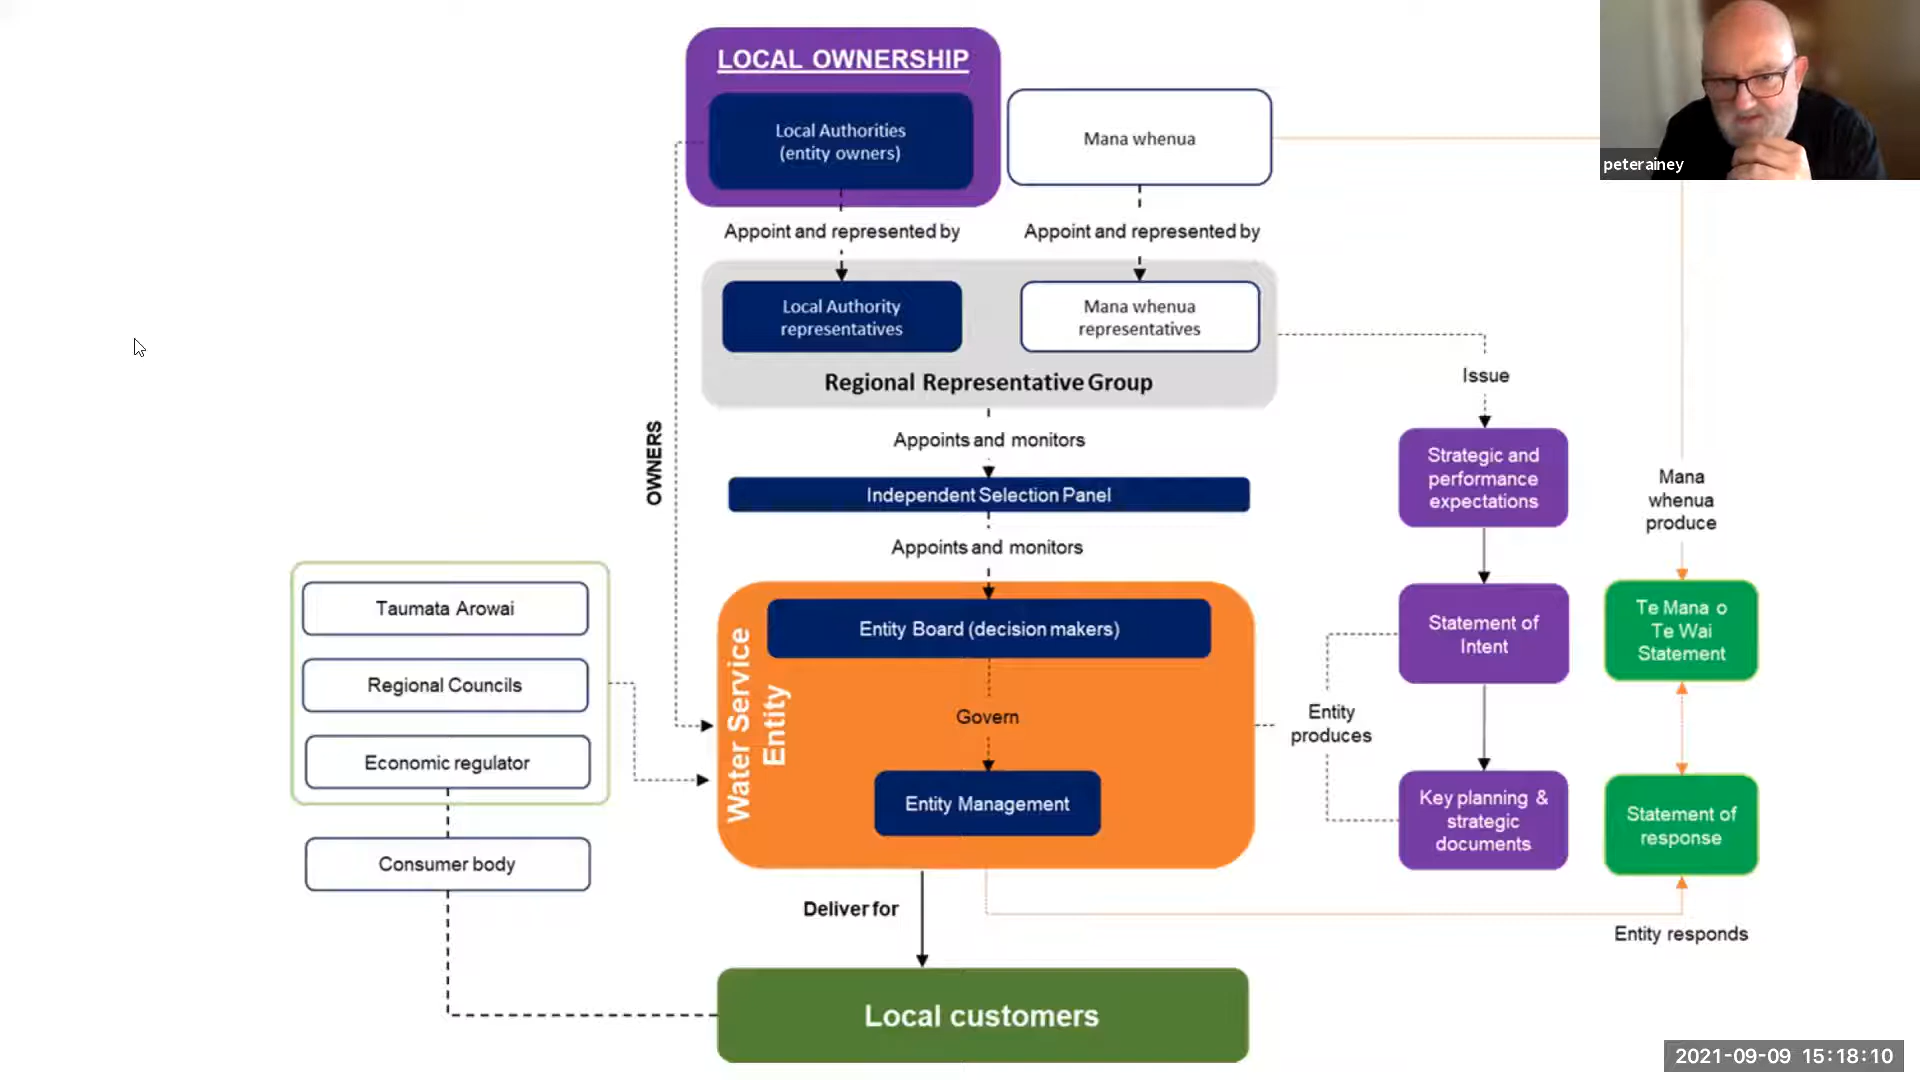 LOCAL OWNERSHIP
Local Authorities
(entity owners)
Mana whenua
peterainey
Appoint and represented by
Appoint and represented by
Local Authority
representatives
Mana whenua
representatives
Regional Representative Group
Issue
Appoints and monitors
OWNERS
Strategic and
performance
expectations
Mana
whenua
produce
Independent Selection Panel
Appoints and monitors
Taumata Arowai
Regional Councils
Economic regulator
Consumer body
Water Service
Entity
Entity Board (decision makers)
Govern
Entity Management
Entity
produces
Statement of
Intent
Te Mana o
Te Wai
Statement
Key planning &
strategic
documents
Statement of
response
Deliver for
Entity responds
Local customers
2021-09-09 15:18:10